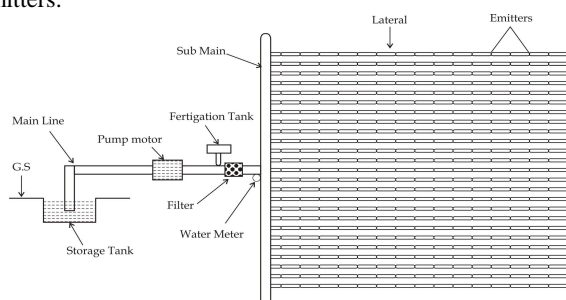 mitters.
Lateral
Emitters
Sub Main
Fertigation Tank
Main Line
Pump motor
G.S
Filter
Water Meter
Storage Tank